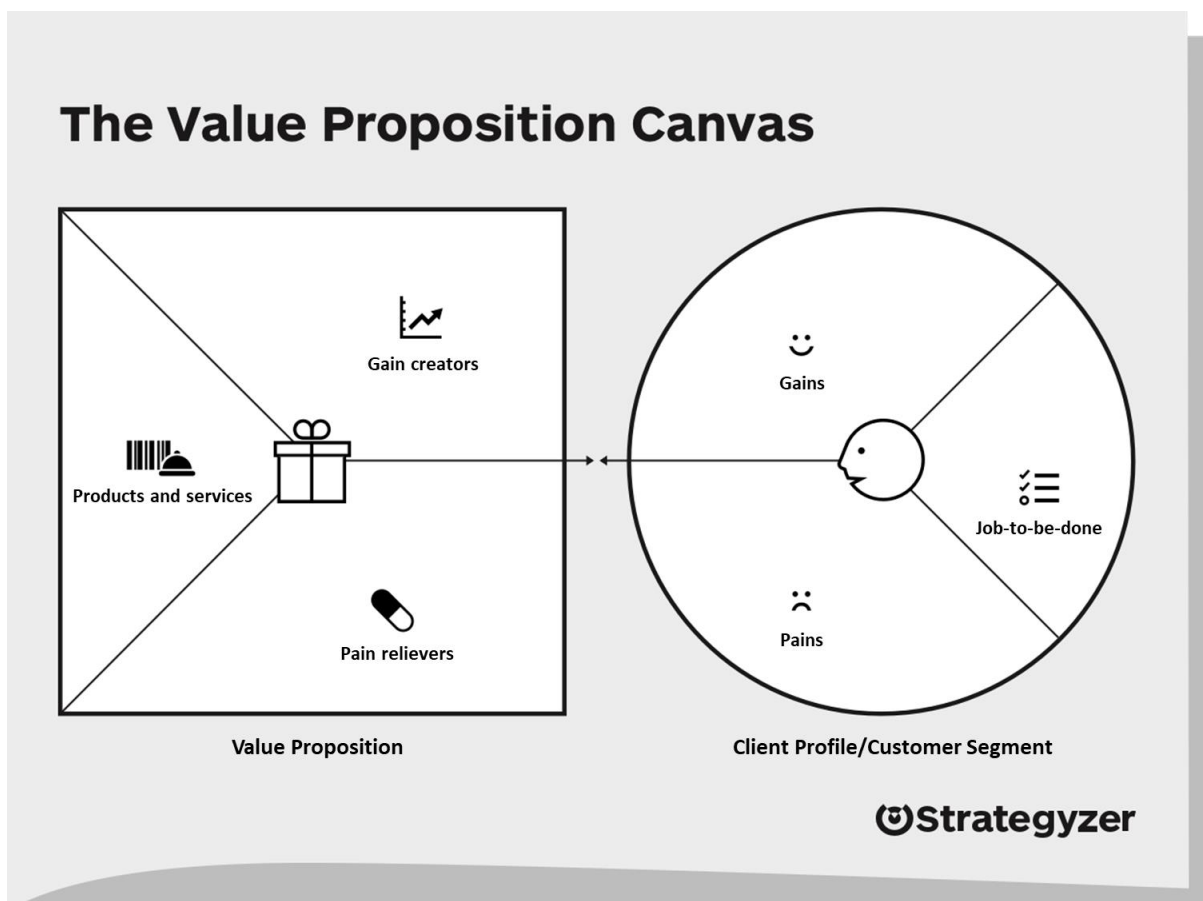 The Value Proposition Canvas
Gain creators
Gains
Products and services
Job-to-be-done
Pain relievers
Pains
Value Proposition
Client Profile/Customer Segment
Strategyzer